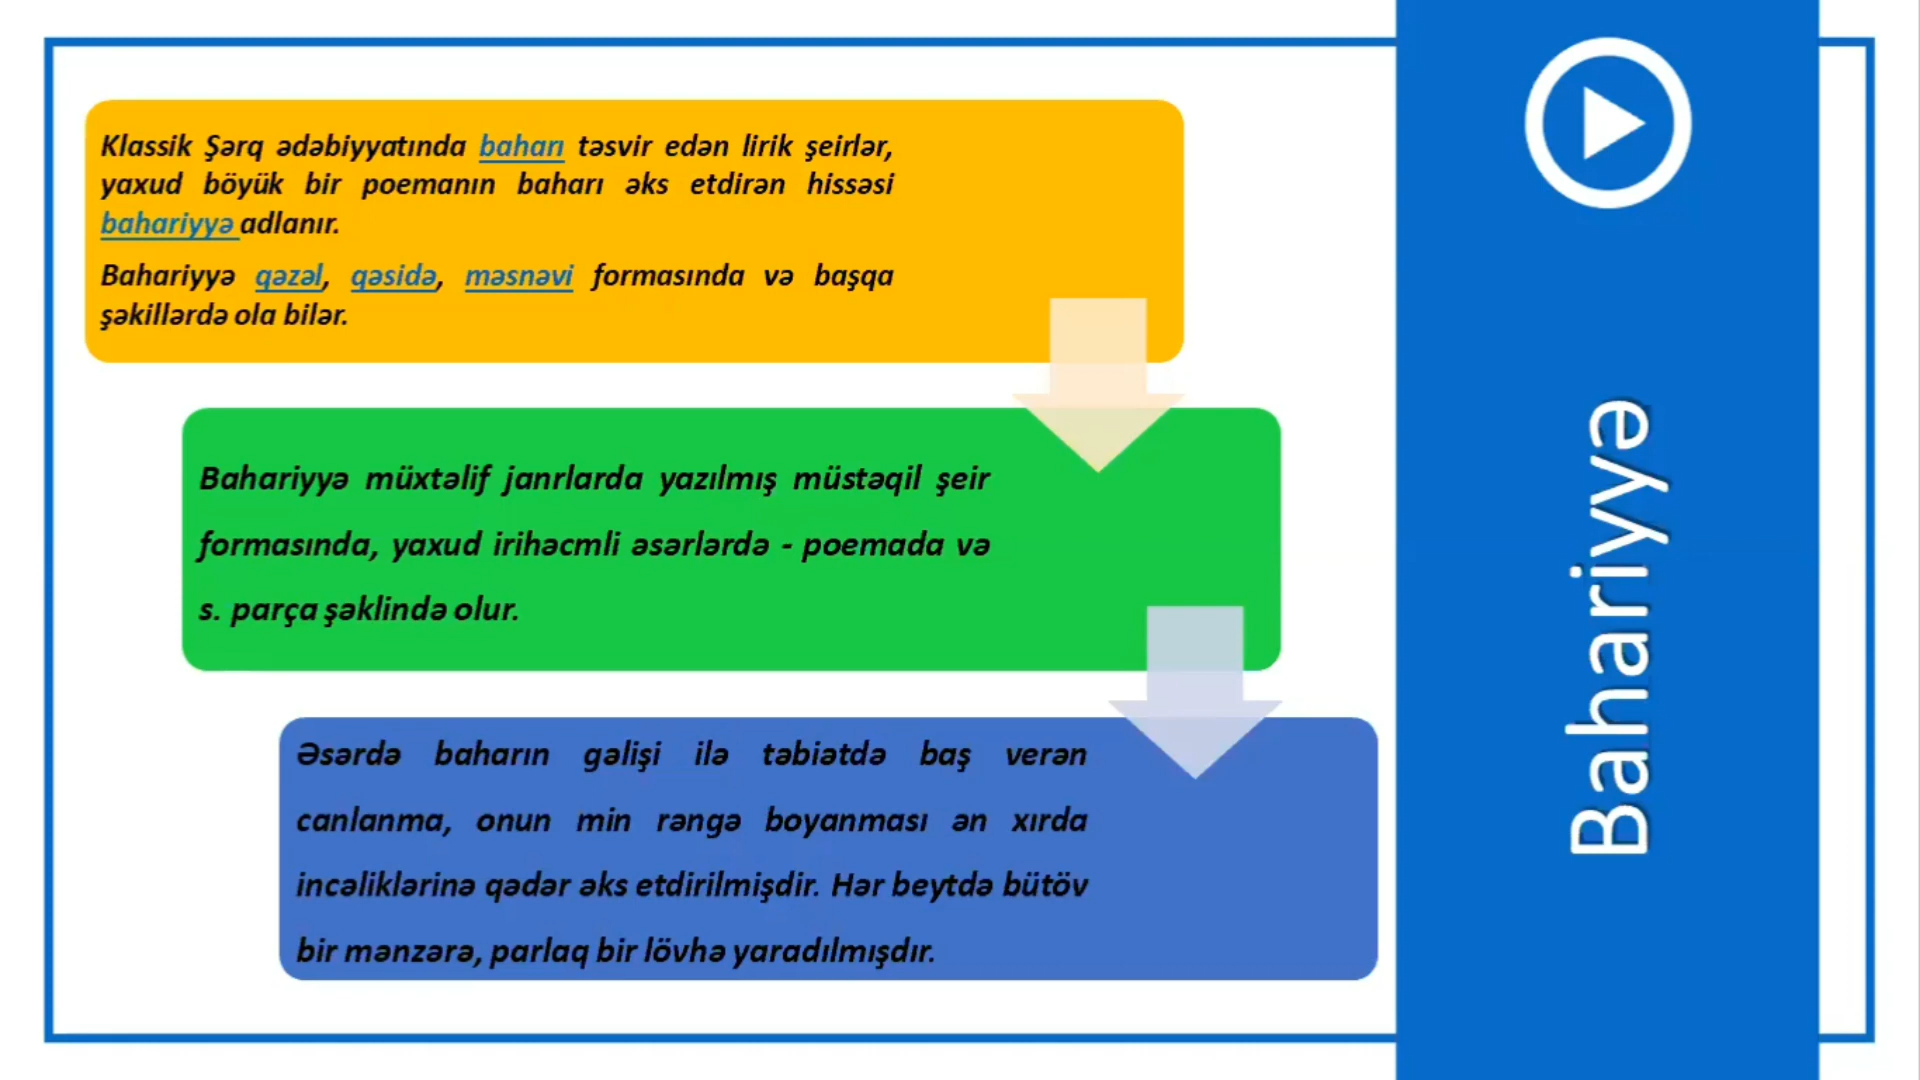 Klassik Şərq ədəbiyyatında baharı təsvir edən lirik şeirlər,
yaxud böyük bir poemanın baharı əks etdirən hissəsi
bahariyyə adlanır.
Bahariyyə qəzəl, qəsidə, məsnəvi formasında və başqa
şəkillərdə ola bilər.
Bahariyyə müxtəlif janrlarda yazılmış müstəqil şeir
formasında, yaxud irihəcmli əsərlərdə - poemada və
s. parça şəklində olur.
Əsərdə baharın gəlişi ilə təbiətdə baş verən
canlanma, onun min rəngə boyanması ən xırda
incəliklərinə qədər əks etdirilmişdir. Hər beytdə bütöv
bir mənzərə, parlaq bir lövhə yaradılmışdır.
Bahariyyə